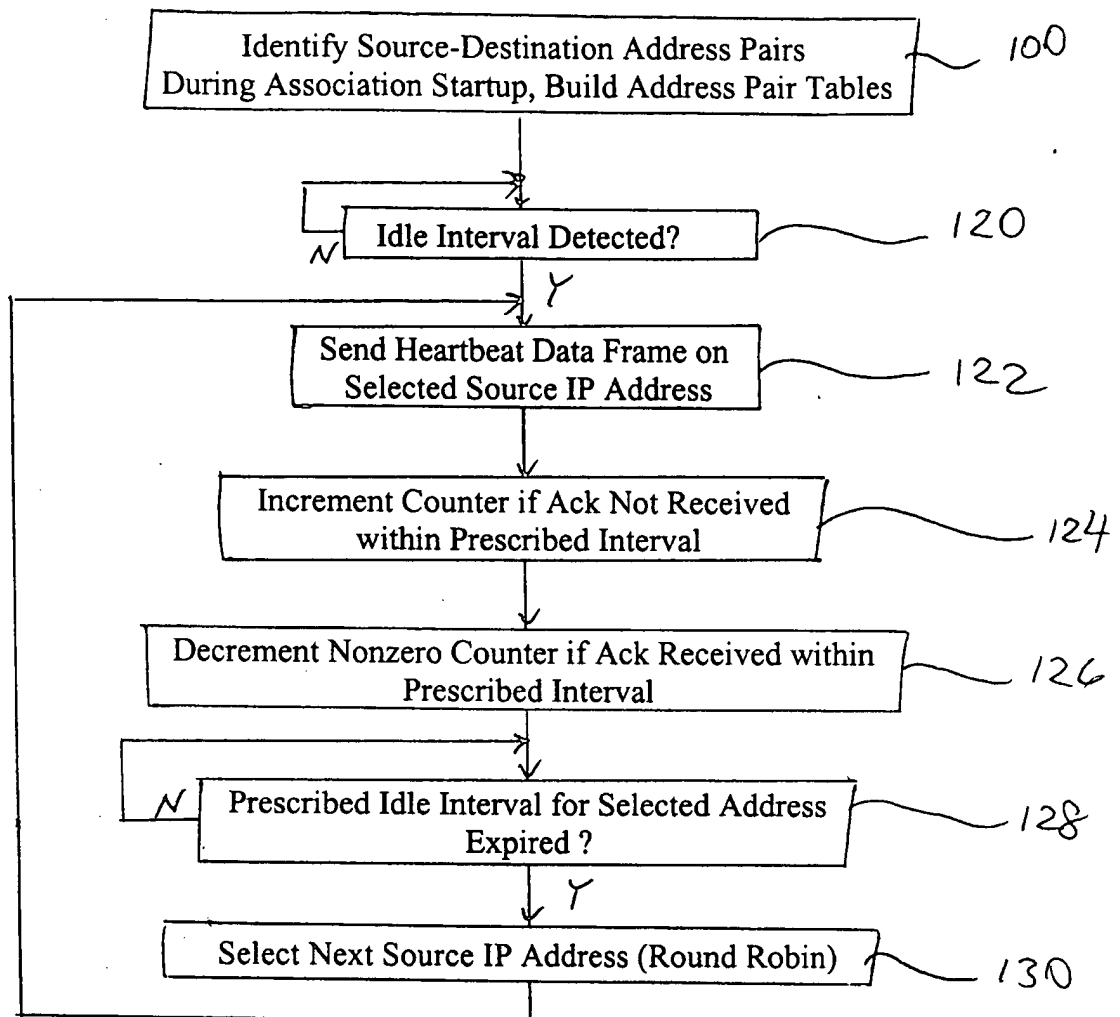 Identify Source-Destination Address Pairs
During Association Startup, Build Address Pair Tables
100
Idle Interval Detected?
120
N
Y
Send Heartbeat Data Frame on
Selected Source IP Address
122
Increment Counter if Ack Not Received
within Prescribed Interval
124
Decrement Nonzero Counter if Ack Received within
Prescribed Interval
126
Prescribed Idle Interval for Selected Address
Expired ?
N
128
Y
Select Next Source IP Address (Round Robin)
130